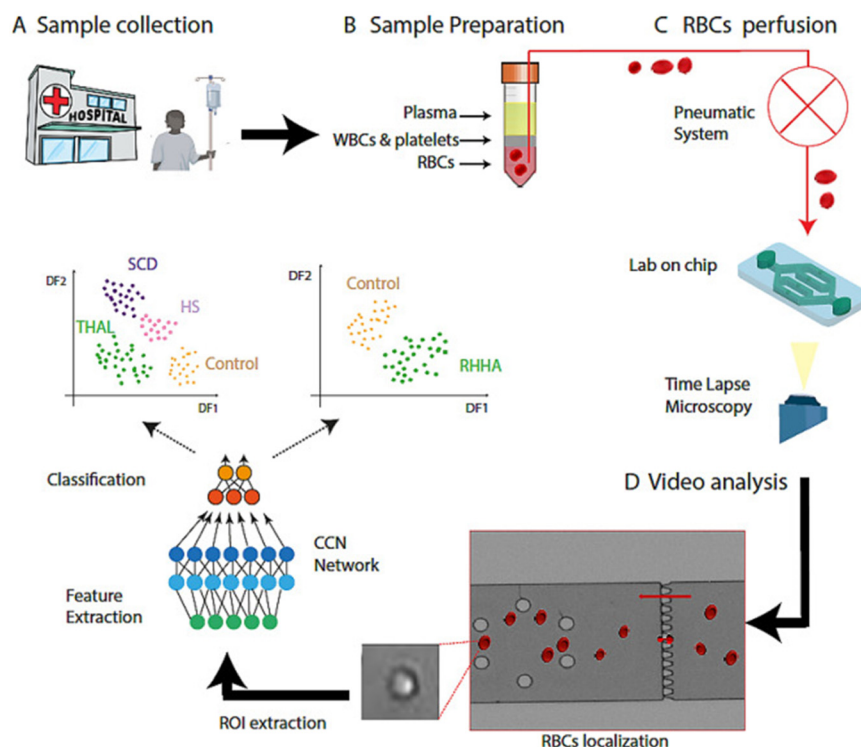 A Sample collection
B Sample Preparation
C RBCs perfusion
HOSPITAL
Plasma
WBCs & platelets
RBCs
Pneumatic
System
Lab on chip
Time Lapse
Microscopy
D Video analysis
RBCs localization
ROI extraction
CCN
Network
Feature
Extraction
Classification
DF2
SCD
HS
THAL
Control
DF1
DF2
Control
RHHA
DF1